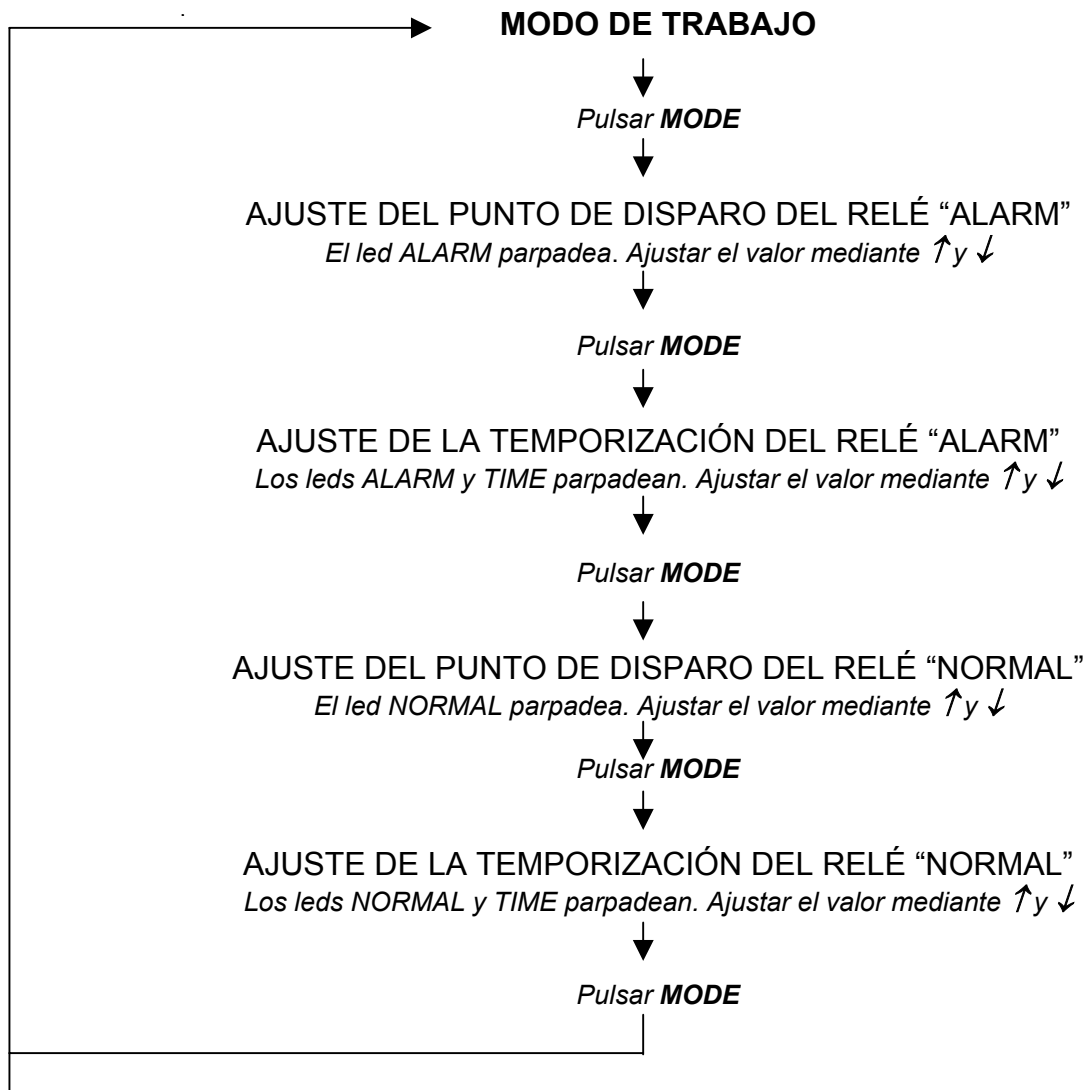 MODO DE TRABAJO
Pulsar MODE
AJUSTE DEL PUNTO DE DISPARO DEL RELÉ “ALARM”
El led ALARM parpadea. Ajustar el valor mediante ↑ y ↓
Pulsar MODE
AJUSTE DE LA TEMPORIZACIÓN DEL RELÉ “ALARM”
Los leds ALARM y TIME parpadean. Ajustar el valor mediante ↑ y ↓
Pulsar MODE
AJUSTE DEL PUNTO DE DISPARO DEL RELÉ “NORMAL”
El led NORMAL parpadea. Ajustar el valor mediante ↑ y ↓
Pulsar MODE
AJUSTE DE LA TEMPORIZACIÓN DEL RELÉ “NORMAL”
Los leds NORMAL y TIME parpadean. Ajustar el valor mediante ↑ y ↓
Pulsar MODE